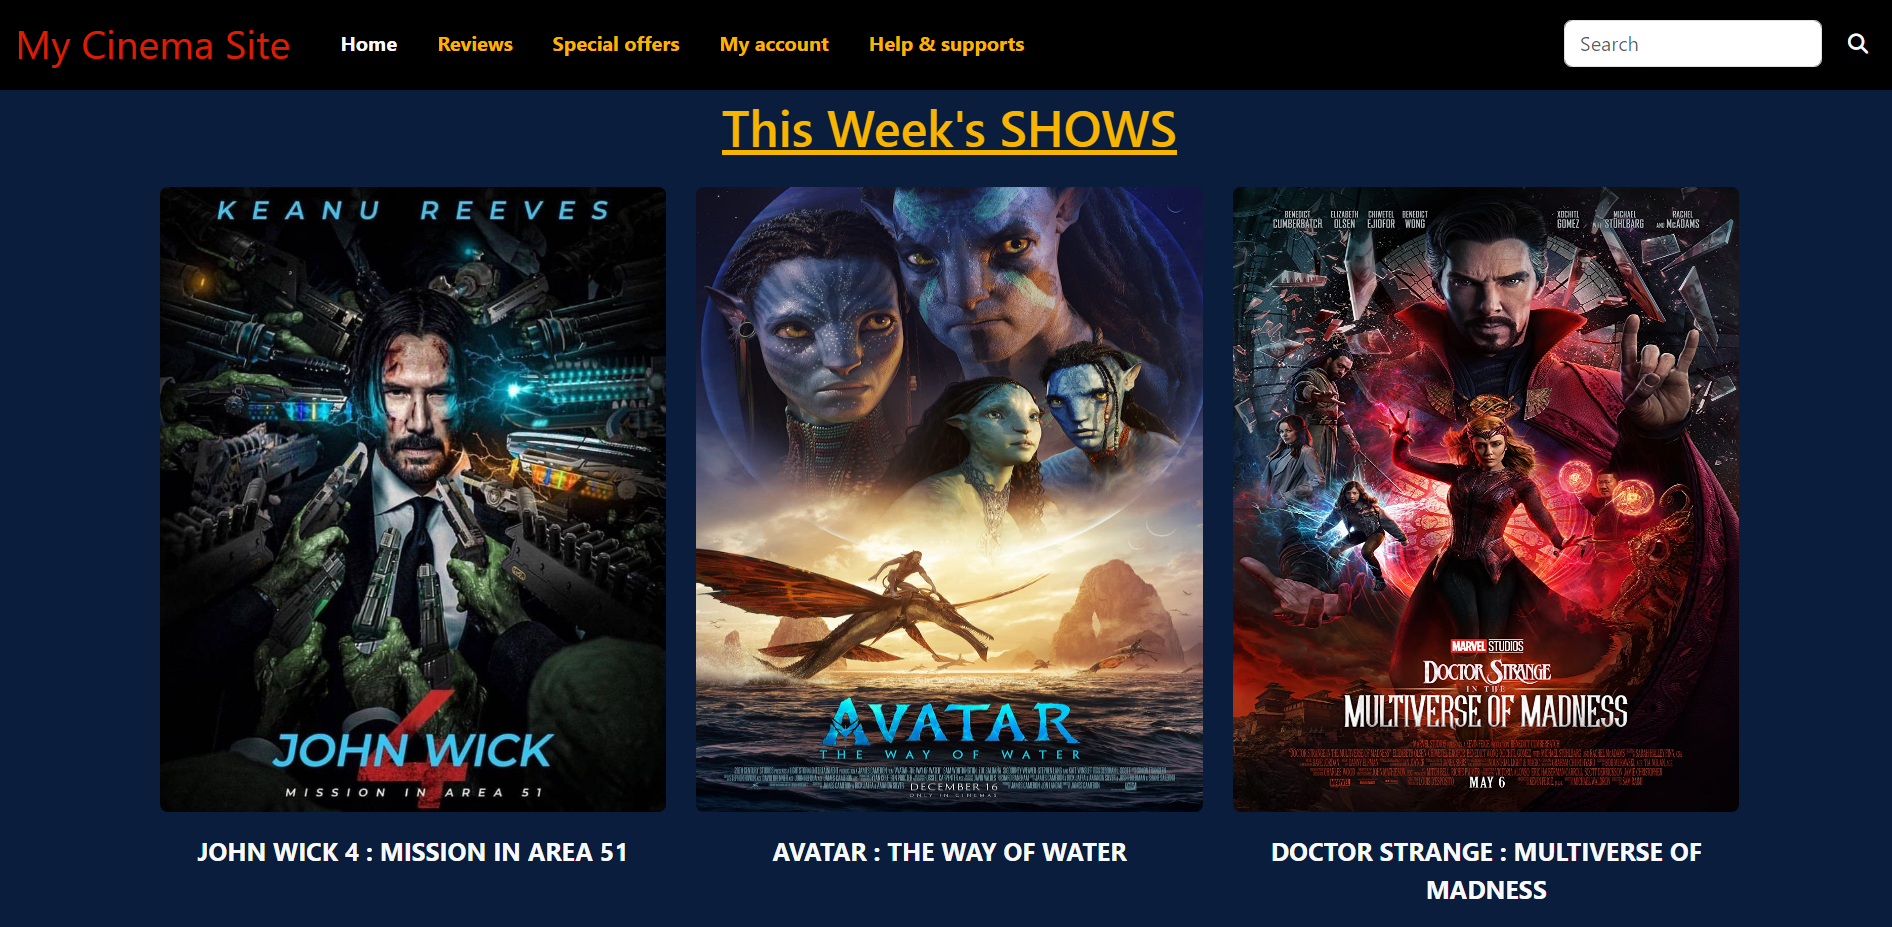 My Cinema Site
Home
Reviews
Special offers
My account
Help & supports
Search
This Week's SHOWS
KEANU REEVES
4
JOHN WICK
MISSION IN AREA 51
AVATAR
THE WAY OF WATER
DECEMBER 16
ONLY IN CINEMAS
BENEDICT CUMBERBATCH
ELIZABETH OLSEN
CHIWETEL EJIOFOR
BENEDICT WONG
XOCHITL GOMEZ
MICHAEL STUHLBARG
AND RACHEL McADAMS
MARVEL STUDIOS
DOCTOR STRANGE
IN THE
MULTIVERSE OF MADNESS
MAY 6
JOHN WICK 4 : MISSION IN AREA 51
AVATAR : THE WAY OF WATER
DOCTOR STRANGE : MULTIVERSE OF
MADNESS